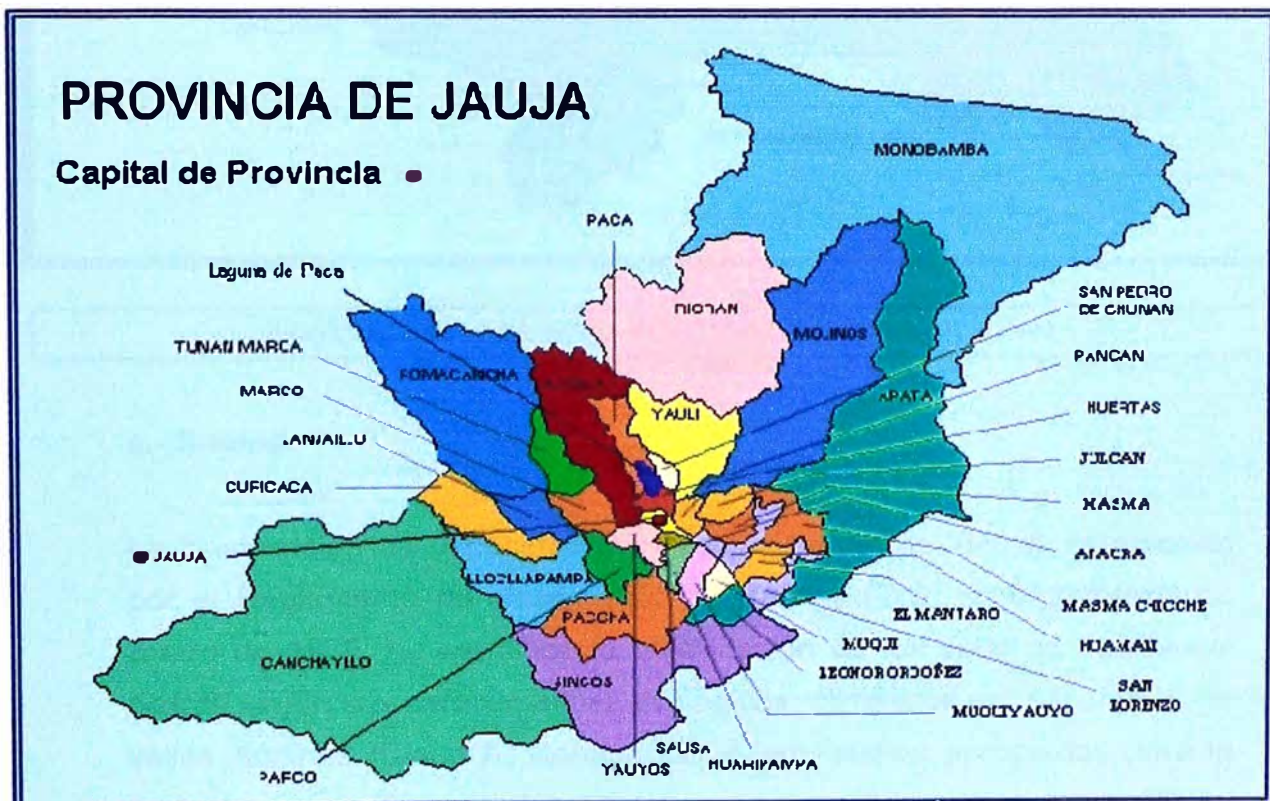 PROVINCIA DE JAUJA
Capital de Provincia
MONOBAMBA
PACA
Laguna de Paca
SAN PEDRO
DE CHUNAN
RICRAN
MOLINOS
TUNAN MARCA
PANCAN
POMACANCHA
MARCO
YAULI
APATA
HUERTAS
JANJAILLO
JULCAN
CURICACA
MASMA
JAUJA
ATAURA
LLOCLLAPAMPA
MASMA CHICCHE
EL MANTARO
PACCHA
MUQUI
HUAMALI
CANCHAYLLO
LEONOR ORDOÑEZ
SINCOS
SAN
LORENZO
MUQUIYAUYO
SAUSA
HUARIPAMPA
YAUYOS
PARCO